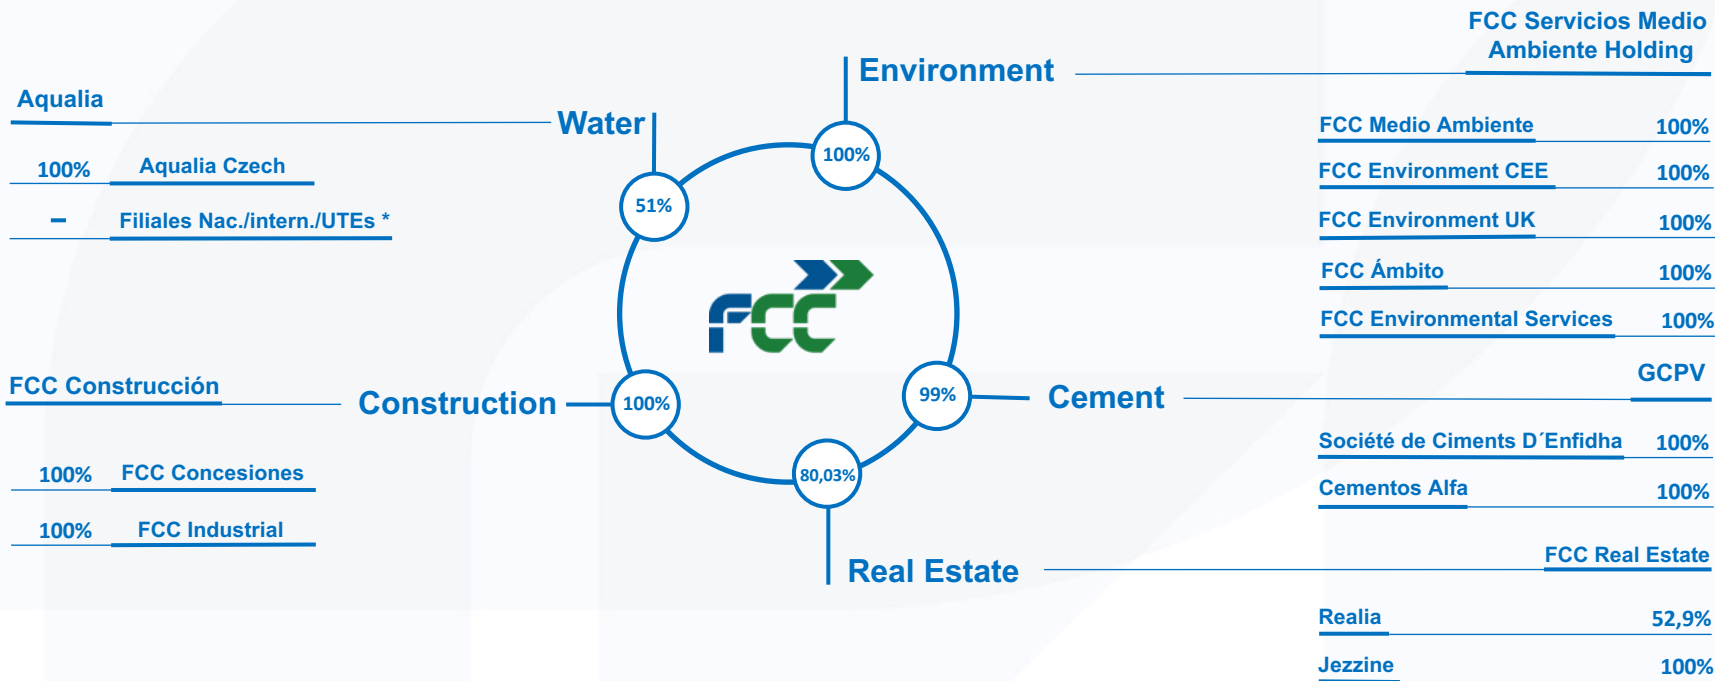 FCC Servicios Medio
Ambiente Holding
Environment
Aqualia
Water
FCC Medio Ambiente 100%
100%
100% Aqualia Czech
FCC Environment CEE 100%
51%
– Filiales Nac./intern./UTEs *
FCC Environment UK 100%
FCC Ámbito 100%
FCC
FCC Environmental Services 100%
GCPV
FCC Construcción
Construction
100%
99%
Cement
Société de Ciments D´Enfidha 100%
100% FCC Concesiones
80,03%
Cementos Alfa 100%
100% FCC Industrial
FCC Real Estate
Real Estate
Realia 52,9%
Jezzine 100%